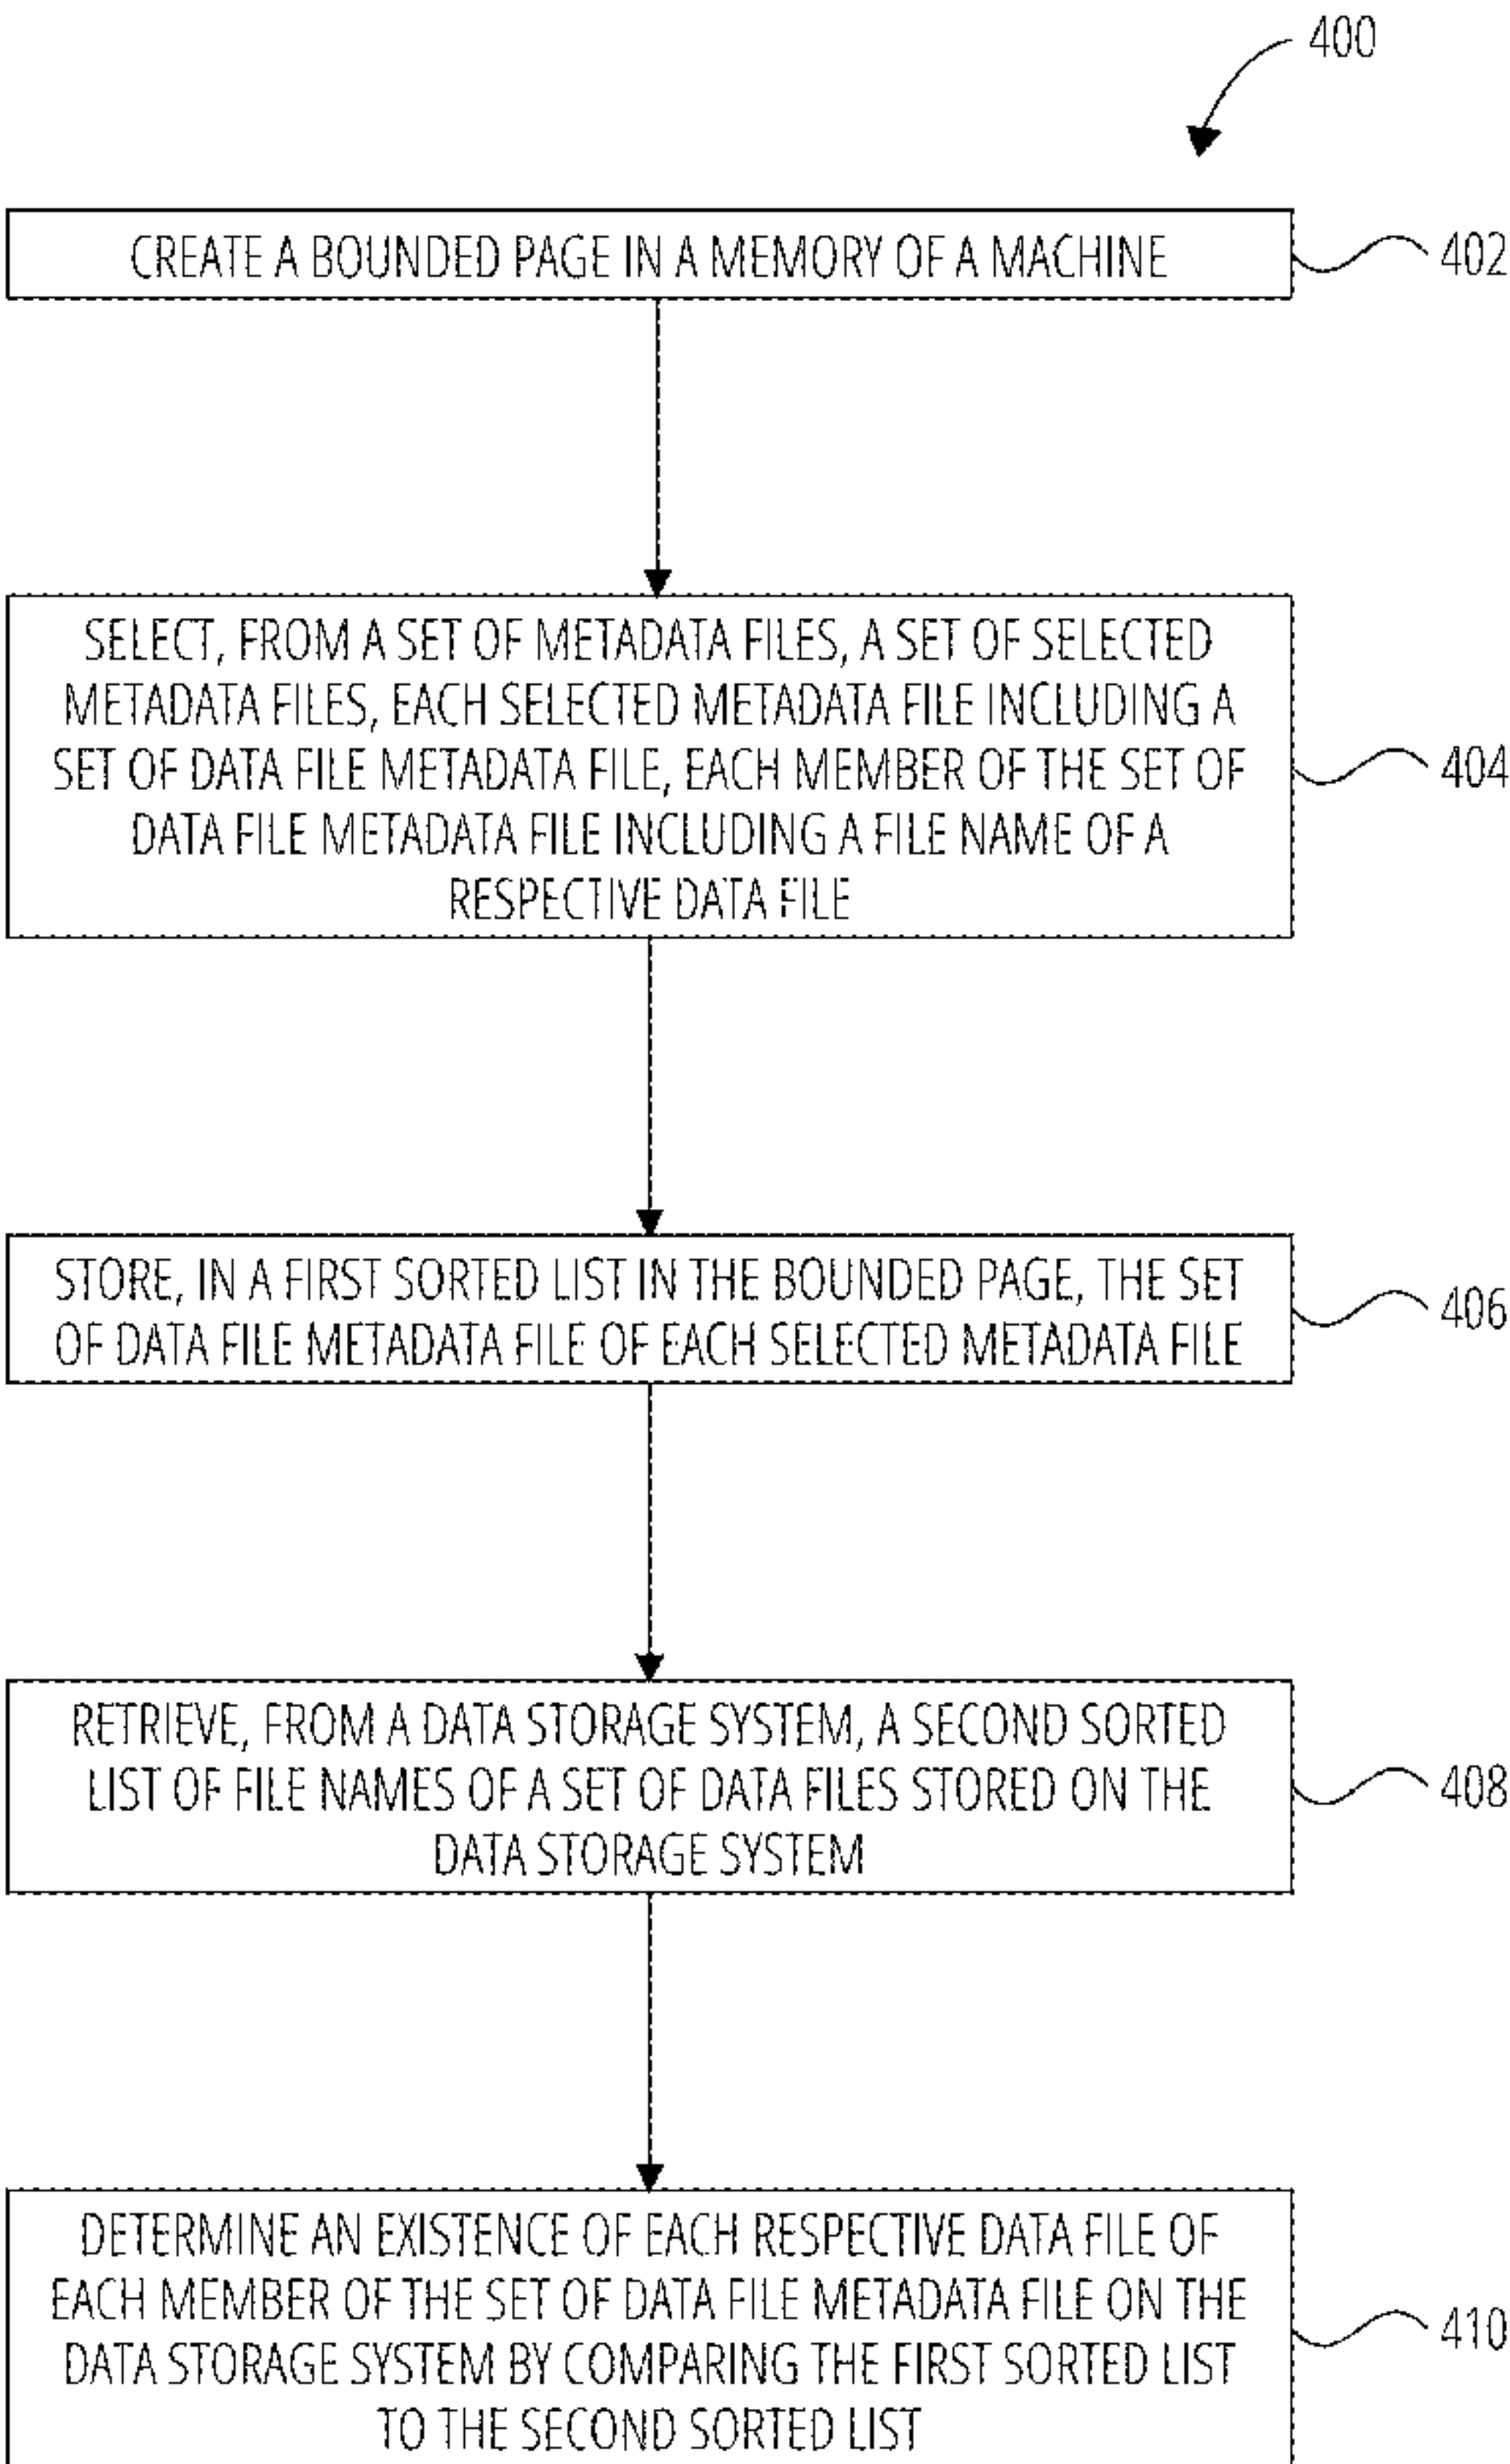 400
CREATE A BOUNDED PAGE IN A MEMORY OF A MACHINE
402
SELECT, FROM A SET OF METADATA FILES, A SET OF SELECTED
METADATA FILES, EACH SELECTED METADATA FILE INCLUDING A
SET OF DATA FILE METADATA FILE, EACH MEMBER OF THE SET OF
DATA FILE METADATA FILE INCLUDING A FILE NAME OF A
RESPECTIVE DATA FILE
404
STORE, IN A FIRST SORTED LIST IN THE BOUNDED PAGE, THE SET
OF DATA FILE METADATA FILE OF EACH SELECTED METADATA FILE
406
RETRIEVE, FROM A DATA STORAGE SYSTEM, A SECOND SORTED
LIST OF FILE NAMES OF A SET OF DATA FILES STORED ON THE
DATA STORAGE SYSTEM
408
DETERMINE AN EXISTENCE OF EACH RESPECTIVE DATA FILE OF
EACH MEMBER OF THE SET OF DATA FILE METADATA FILE ON THE
DATA STORAGE SYSTEM BY COMPARING THE FIRST SORTED LIST
TO THE SECOND SORTED LIST
410